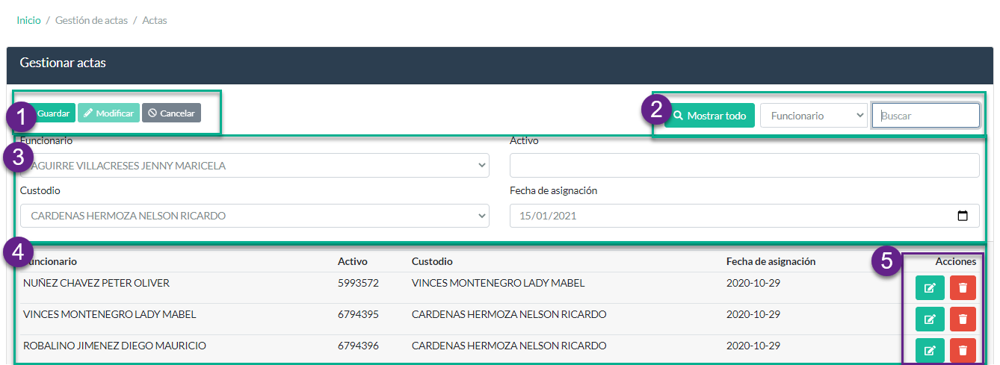 Inicio / Gestión de actas / Actas
Gestionar actas
1 Guardar Modificar Cancelar 2 Mostrar todo Funcionario Buscar
Funcionario Activo
3 AGUIRRE VILLACRESES JENNY MARICELA
Custodio Fecha de asignación
CARDENAS HERMOZA NELSON RICARDO 15/01/2021
4 5
Funcionario Activo Custodio Fecha de asignación Acciones
NUÑEZ CHAVEZ PETER OLIVER 5993572 VINCES MONTENEGRO LADY MABEL 2020-10-29
VINCES MONTENEGRO LADY MABEL 6794395 CARDENAS HERMOZA NELSON RICARDO 2020-10-29
ROBALINO JIMENEZ DIEGO MAURICIO 6794396 CARDENAS HERMOZA NELSON RICARDO 2020-10-29